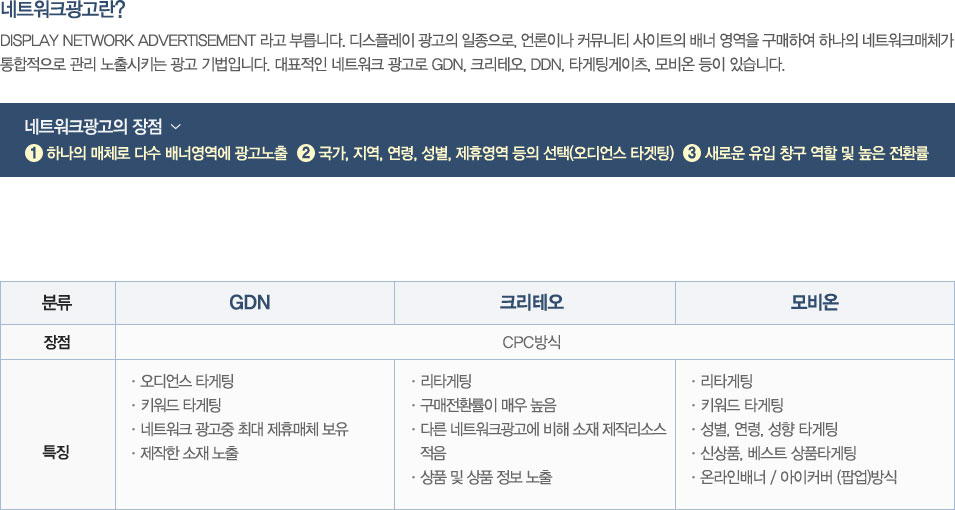 네트워크광고란?
DISPLAY NETWORK ADVERTISEMENT 라고 부릅니다. 디스플레이 광고의 일종으로, 언론이나 커뮤니티 사이트의 배너 영역을 구매하여 하나의 네트워크매체가
통합적으로 관리 노출시키는 광고 기법입니다. 대표적인 네트워크 광고로 GDN, 크리테오, DDN, 타게팅게이츠, 모비온 등이 있습니다.
네트워크광고의 장점
1 하나의 매체로 다수 배너영역에 광고노출 2 국가, 지역, 연령, 성별, 제휴영역 등의 선택(오디언스 타겟팅) 3 새로운 유입 창구 역할 및 높은 전환률
분류 GDN 크리테오 모비온
장점 CPC방식
특징
· 오디언스 타게팅
· 키워드 타게팅
· 네트워크 광고중 최대 제휴매체 보유
· 제작한 소재 노출
· 리타게팅
· 구매전환률이 매우 높음
· 다른 네트워크광고에 비해 소재 제작리소스
적음
· 상품 및 상품 정보 노출
· 리타게팅
· 키워드 타게팅
· 성별, 연령, 성향 타게팅
· 신상품, 베스트 상품타게팅
· 온라인배너 / 아이커버 (팝업)방식